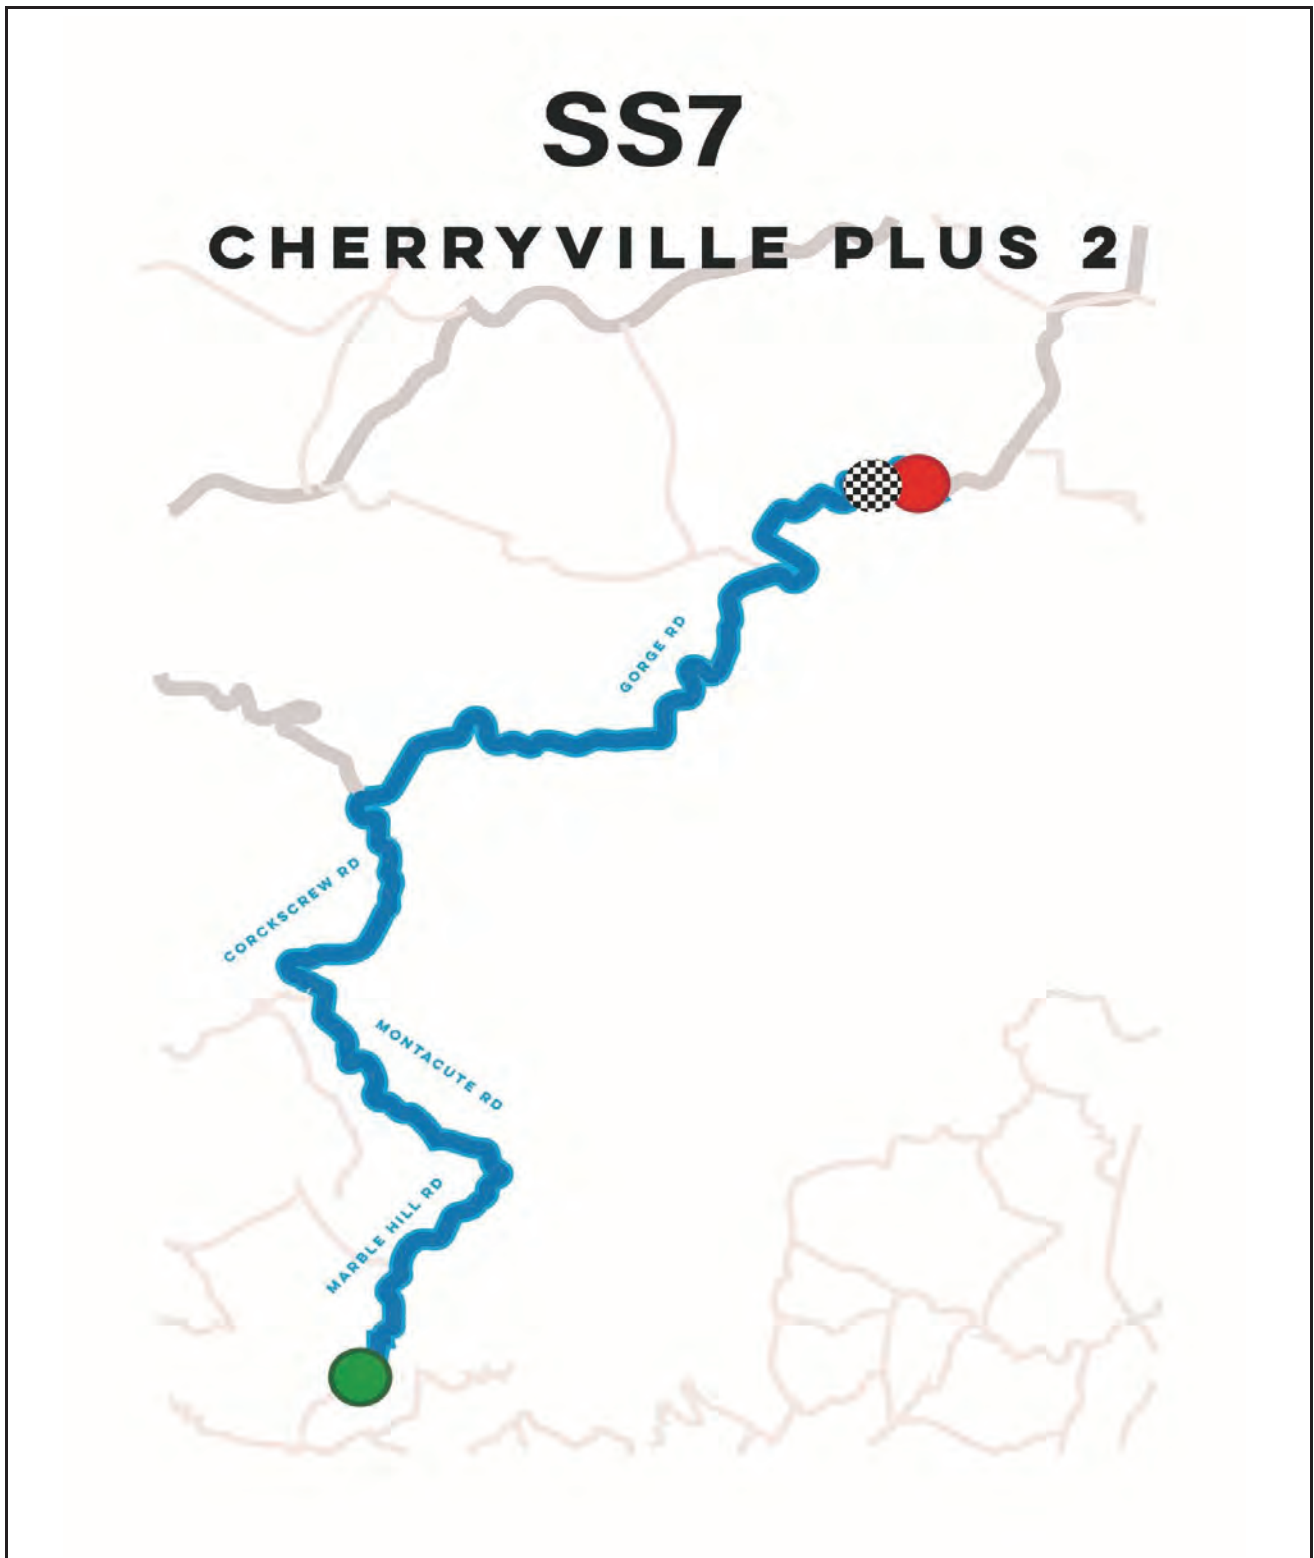 SS7
CHERRYVILLE PLUS 2
GORGE RD
CORCKSCREW RD
MONTACUTE RD
MARBLE HILL RD